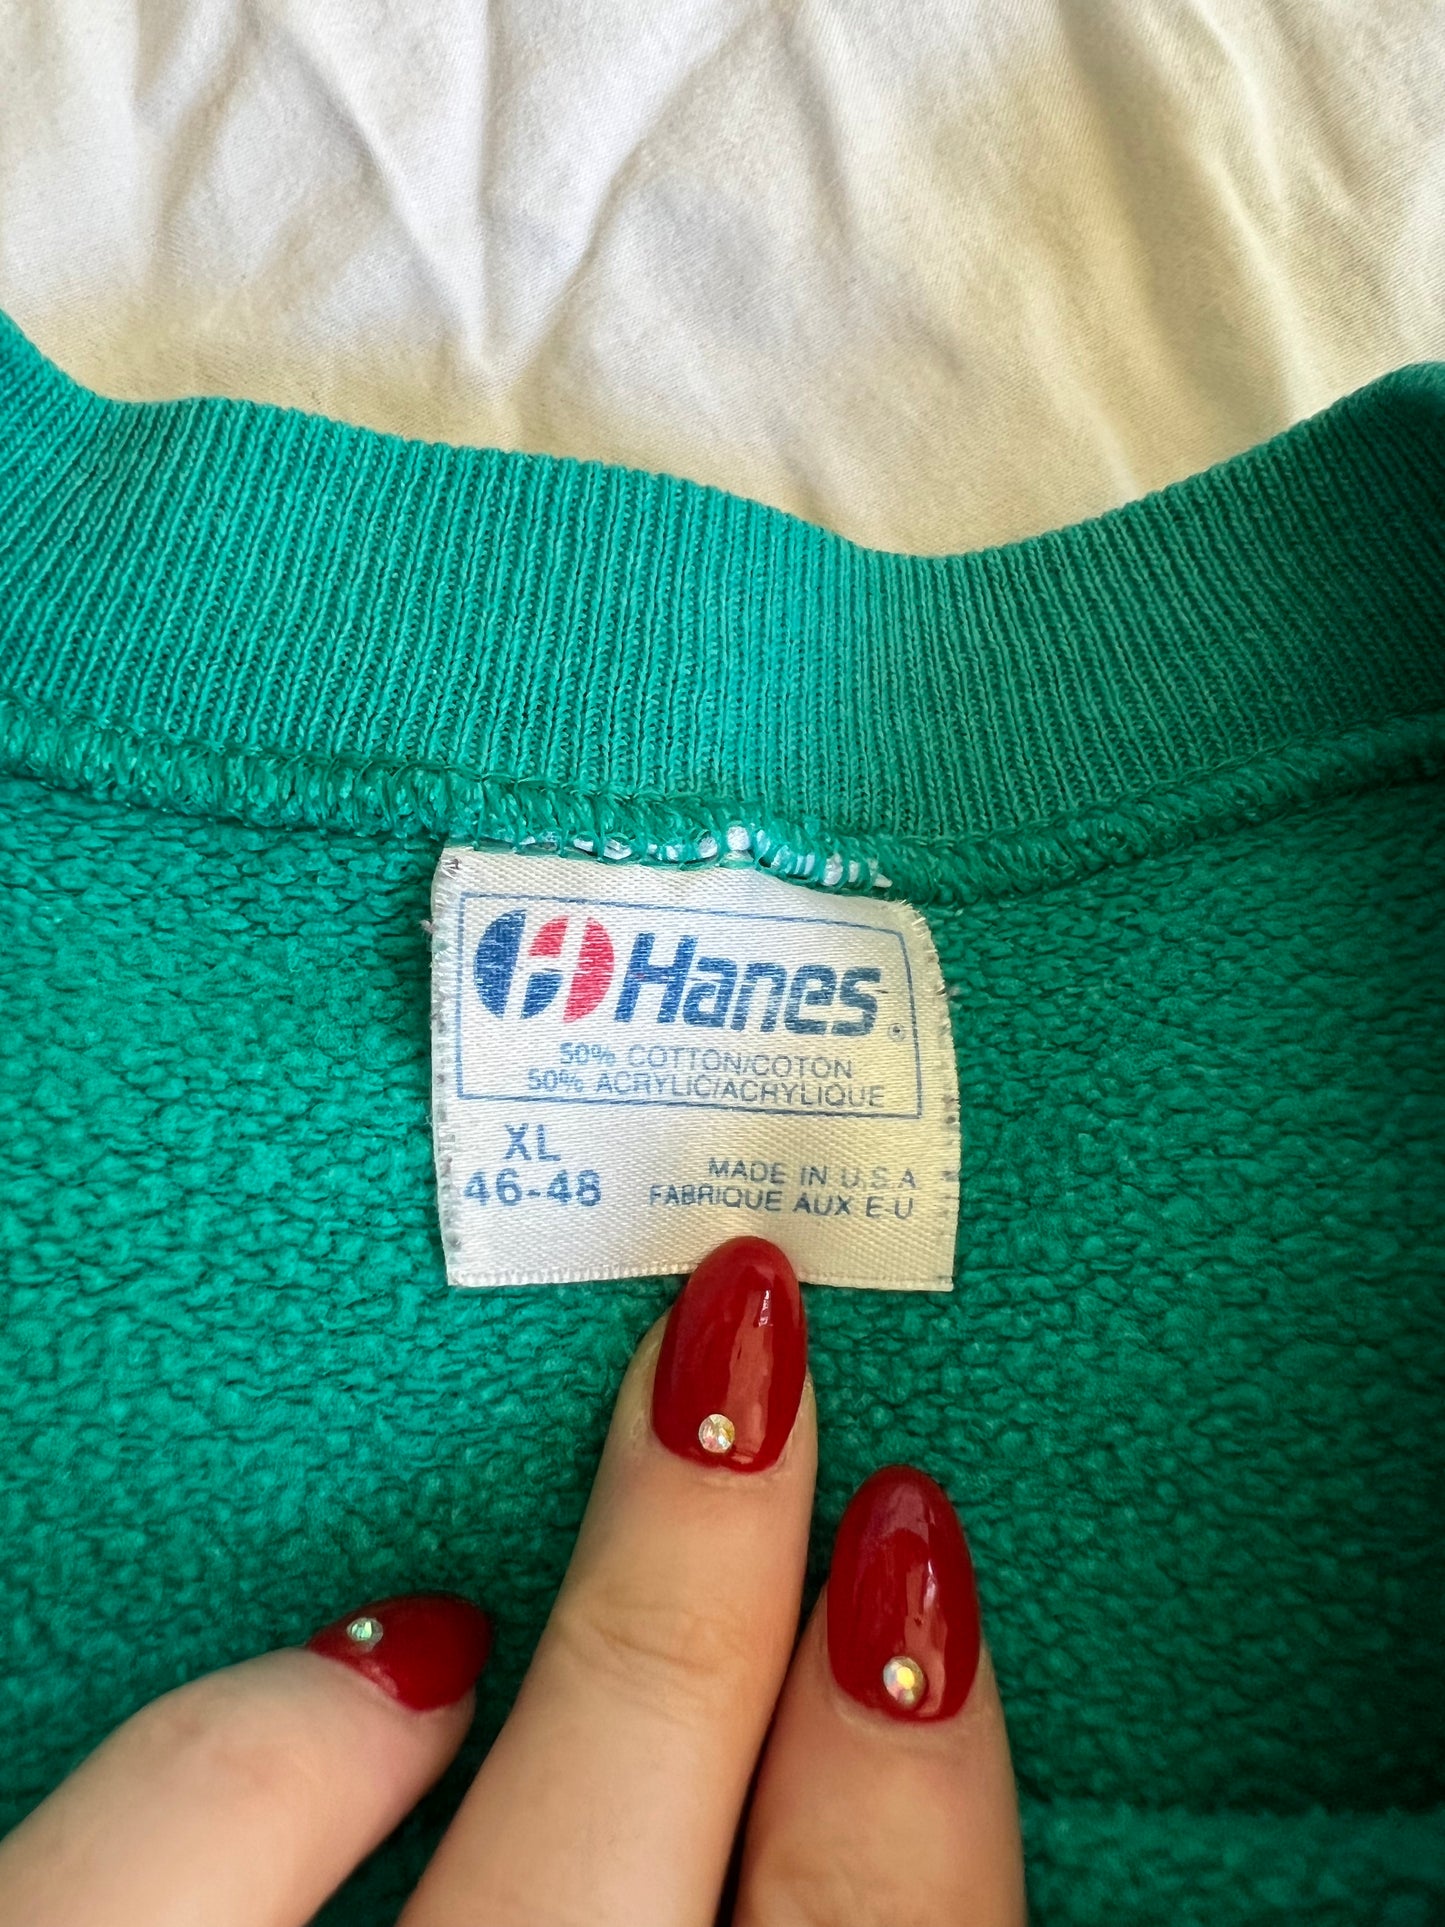 Hanes®
50% COTTON/COTON
50% ACRYLIC/ACRYLIQUE
XL
46-48
MADE IN U.S.A
FABRIQUE AUX E-U